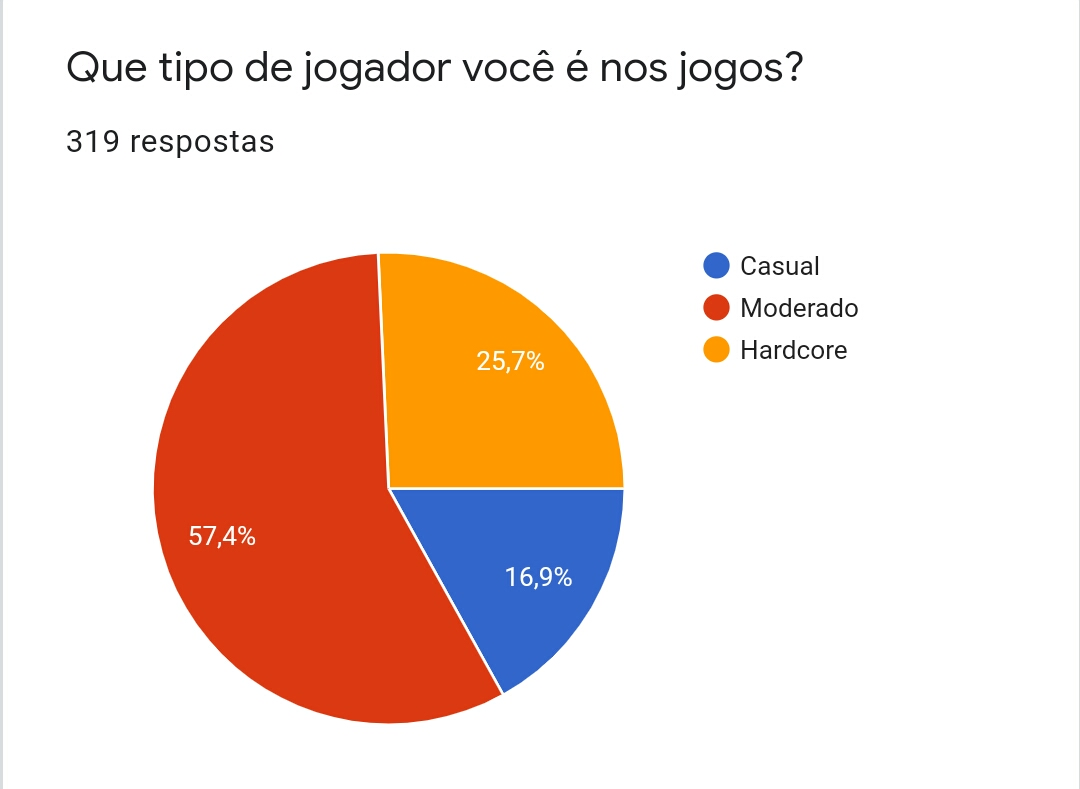 Que tipo de jogador você é nos jogos?
319 respostas
Casual
Moderado
Hardcore
25,7%
57,4%
16,9%